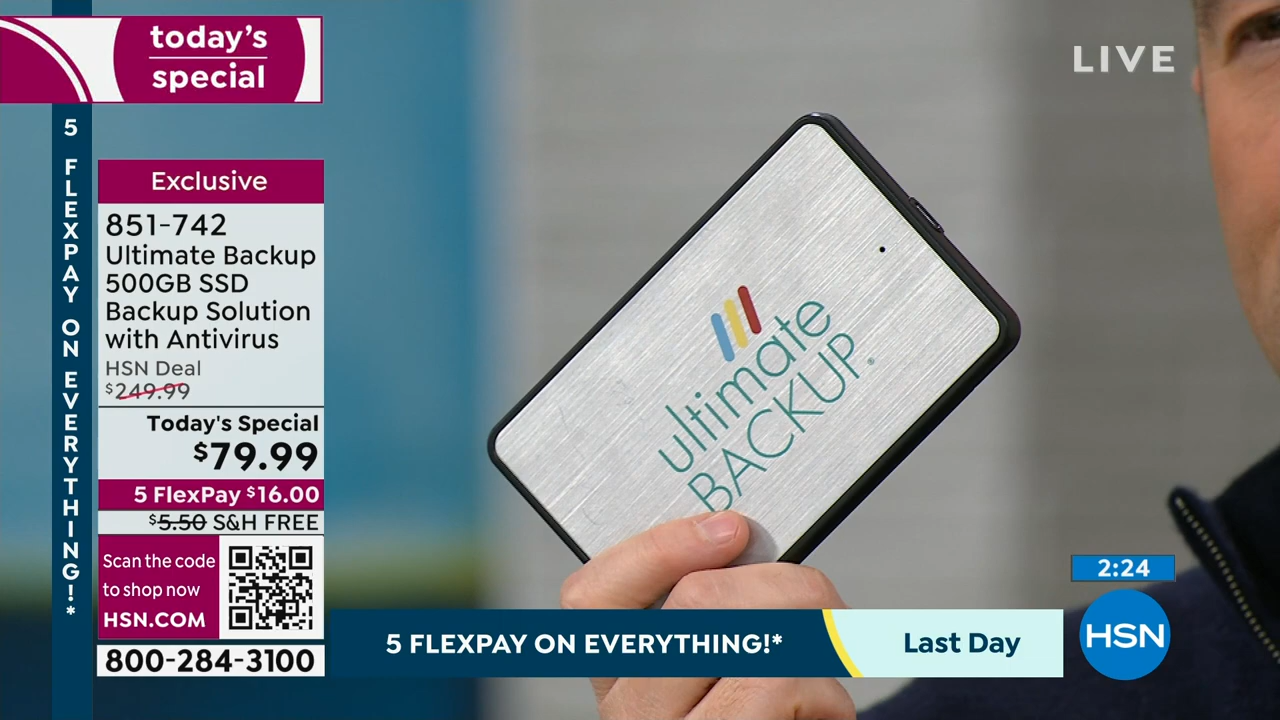 today's
special
LIVE
5 FLEXPAY ON EVERYTHING!*
Exclusive
851-742
Ultimate Backup
500GB SSD
Backup Solution
with Antivirus
HSN Deal
$249.99
Today's Special
$79.99
5 FlexPay $16.00
$5.50 S&H FREE
Scan the code
to shop now
HSN.COM
800-284-3100
ultimate
BACKUP®
5 FLEXPAY ON EVERYTHING!*
Last Day
2:24
HSN